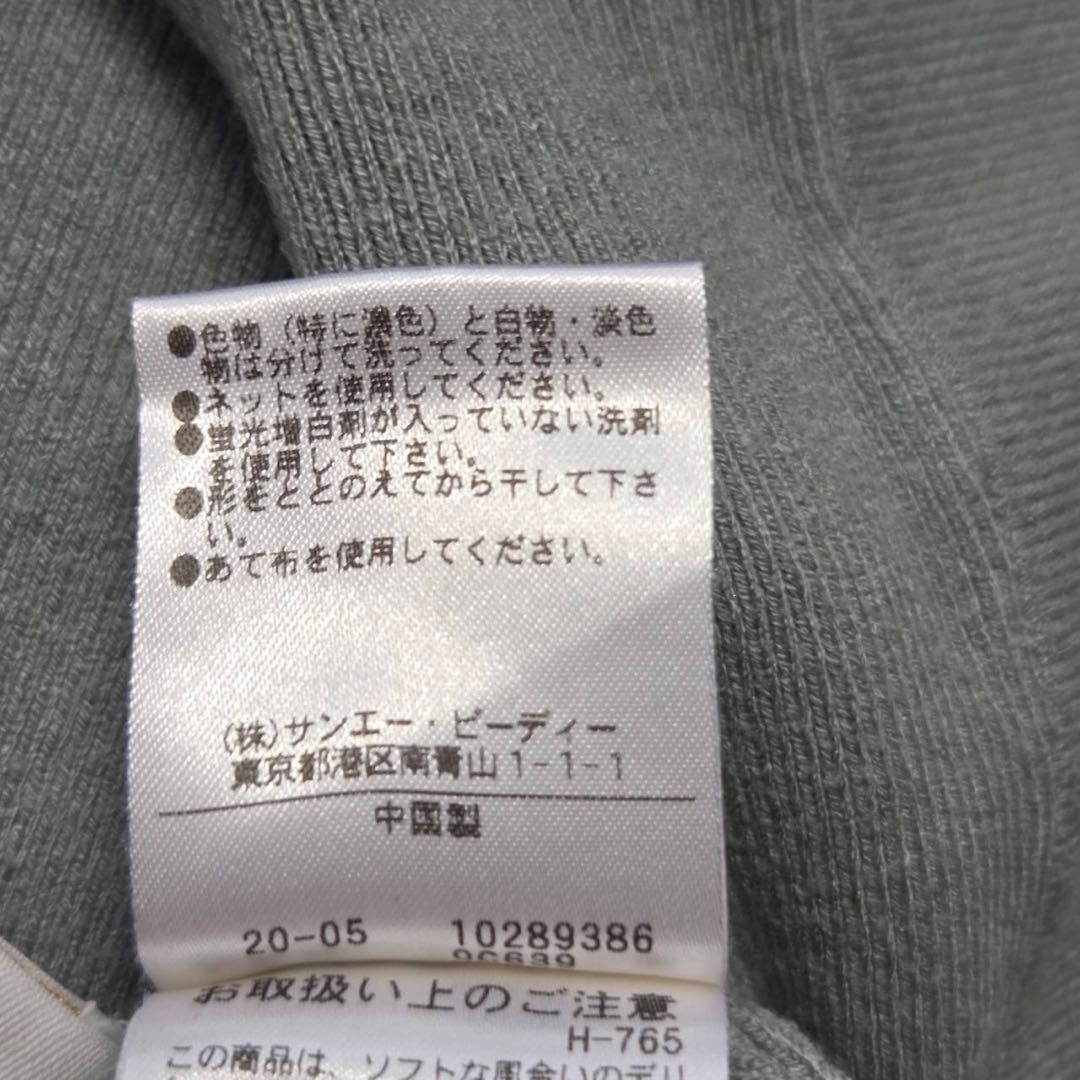 ●色物（特に濃色）と白物・淡色
物は分けて洗ってください。
●ネットを使用してください。
●蛍光増白剤が入っていない洗剤
を使用して下さい。
●形をととのえてから干して下さ
い。
●あて布を使用してください。
(株)サンエー・ビーディー
東京都港区南青山1-1-1
中国製
20-05 10289386
9C639
お取扱い上のご注意
H-765
この商品は、ソフトな風合いのデリ